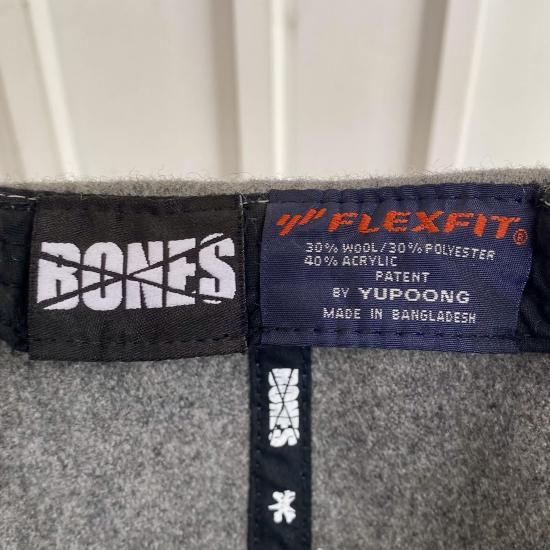 BONES
FLEXFIT®
30% WOOL/30% POLYESTER
40% ACRYLIC
PATENT
BY YUPOONG
MADE IN BANGLADESH
BONES